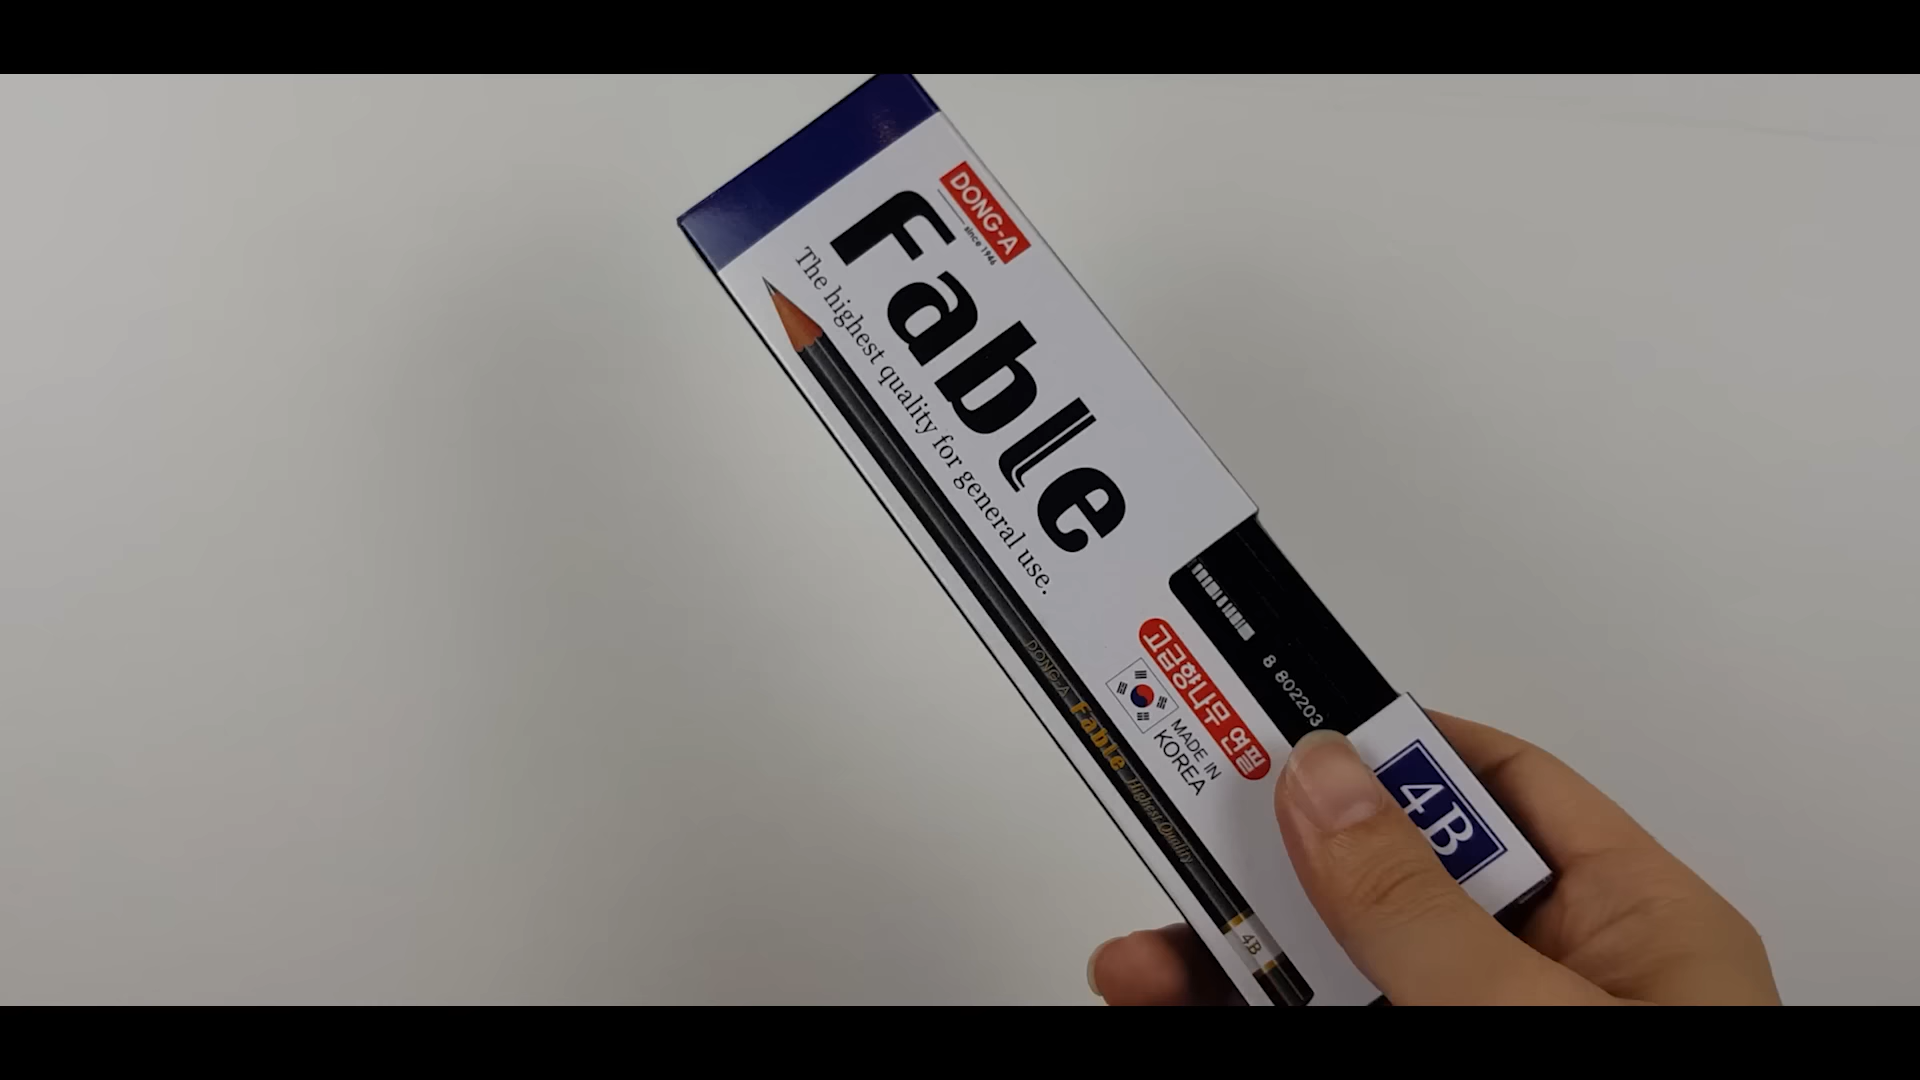 DONG-A
since 1946
Fable
The highest quality for general use.
8 802203
고급향나무 연필
MADE IN
KOREA
4B
DONG-A Fable Highest Quality
4B